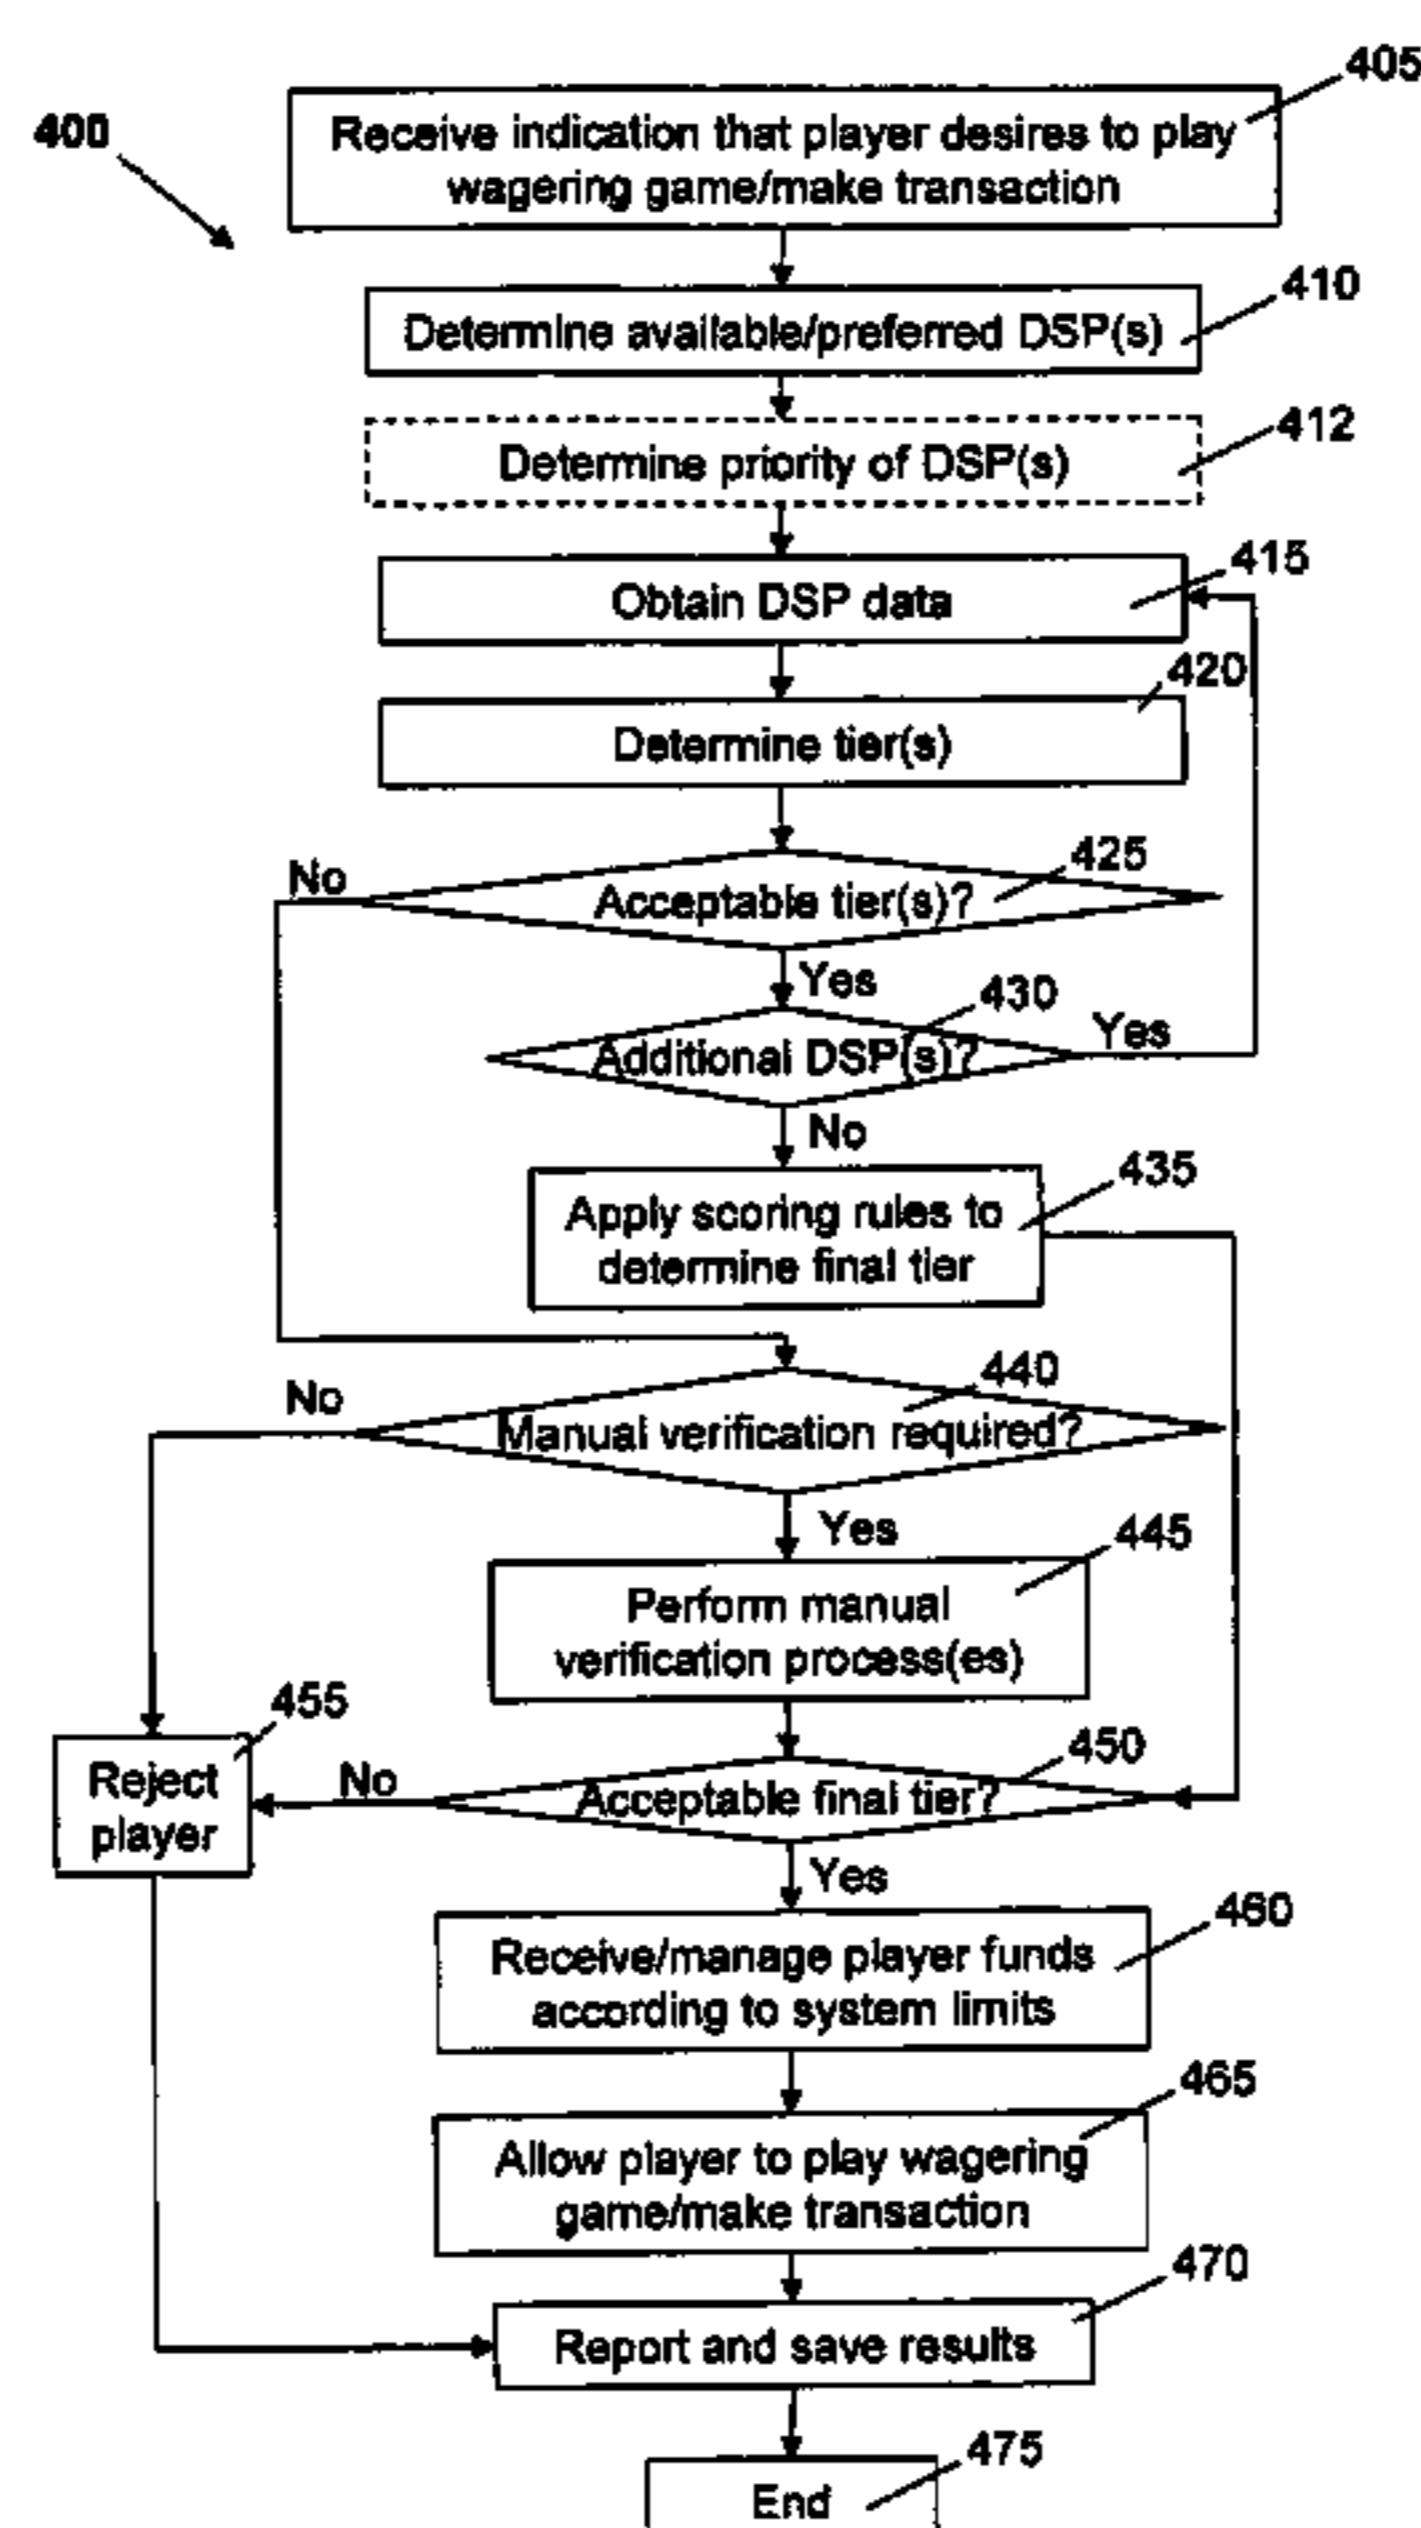 405
400
Receive indication that player desires to play
wagering game/make transaction
410
Determine available/preferred DSP(s)
412
Determine priority of DSP(s)
415
Obtain DSP data
420
Determine tier(s)
425
No
Acceptable tier(s)?
Yes
430
Yes
Additional DSP(s)?
No
435
Apply scoring rules to
determine final tier
440
No
Manual verification required?
Yes
445
Perform manual
verification process(es)
455
450
Reject
player
No
Acceptable final tier?
Yes
460
Receive/manage player funds
according to system limits
465
Allow player to play wagering
game/make transaction
470
Report and save results
475
End